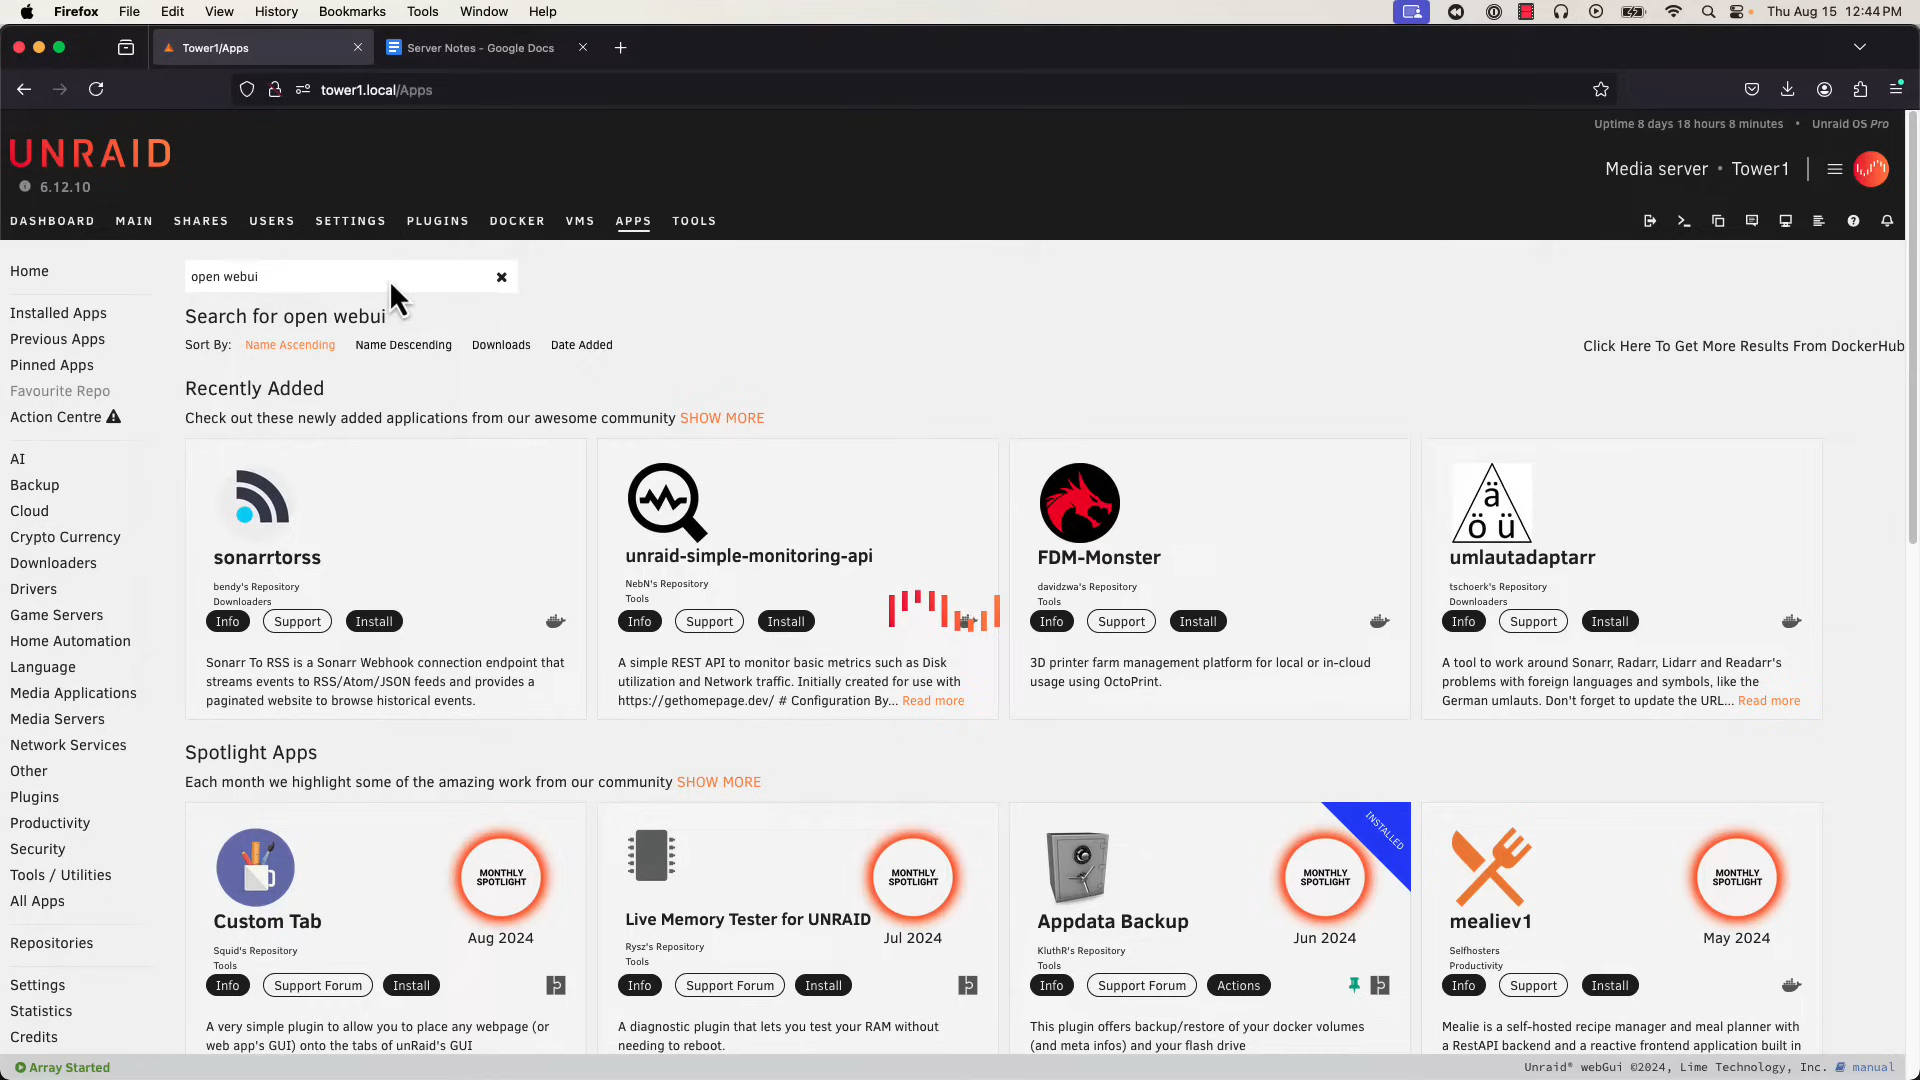 Firefox File Edit View History Bookmarks Tools Window Help Thu Aug 15 12:44 PM
Tower1/Apps Server Notes - Google Docs
tower1.local/Apps
Uptime 8 days 18 hours 8 minutes • Unraid OS Pro
UNRAID
6.12.10
Media server • Tower1
DASHBOARD MAIN SHARES USERS SETTINGS PLUGINS DOCKER VMS APPS TOOLS
Home
Installed Apps
Previous Apps
Pinned Apps
Favourite Repo
Action Centre
AI
Backup
Cloud
Crypto Currency
Downloaders
Drivers
Game Servers
Home Automation
Language
Media Applications
Media Servers
Network Services
Other
Plugins
Productivity
Security
Tools / Utilities
All Apps
Repositories
Settings
Statistics
Credits
open webui
Search for open webui
Sort By: Name Ascending Name Descending Downloads Date Added
Click Here To Get More Results From DockerHub
Recently Added
Check out these newly added applications from our awesome community SHOW MORE
sonarrtorss
bendy's Repository
Downloaders
Info Support Install
Sonarr To RSS is a Sonarr Webhook connection endpoint that
streams events to RSS/Atom/JSON feeds and provides a
paginated website to browse historical events.
unraid-simple-monitoring-api
NebN's Repository
Tools
Info Support Install
A simple REST API to monitor basic metrics such as Disk
utilization and Network traffic. Initially created for use with
https://gethomepage.dev/ # Configuration By... Read more
FDM-Monster
davidzwa's Repository
Tools
Info Support Install
3D printer farm management platform for local or in-cloud
usage using OctoPrint.
ä
ö ü
umlautadaptarr
tschoerk's Repository
Downloaders
Info Support Install
A tool to work around Sonarr, Radarr, Lidarr and Readarr's
problems with foreign languages and symbols, like the
German umlauts. Don't forget to update the URL... Read more
Spotlight Apps
Each month we highlight some of the amazing work from our community SHOW MORE
MONTHLY
SPOTLIGHT
Custom Tab
Aug 2024
Squid's Repository
Tools
Info Support Forum Install
A very simple plugin to allow you to place any webpage (or
web app's GUI) onto the tabs of unRaid's GUI
MONTHLY
SPOTLIGHT
Live Memory Tester for UNRAID
Jul 2024
Rysz's Repository
Tools
Info Support Forum Install
A diagnostic plugin that lets you test your RAM without
needing to reboot.
INSTALLED
MONTHLY
SPOTLIGHT
Appdata Backup
Jun 2024
KluthR's Repository
Tools
Info Support Forum Actions
This plugin offers backup/restore of your docker volumes
(and meta infos) and your flash drive
MONTHLY
SPOTLIGHT
mealiev1
May 2024
Selfhosters
Productivity
Info Support Install
Mealie is a self-hosted recipe manager and meal planner with
a RestAPI backend and a reactive frontend application built in
Array Started
Unraid® webGui ©2024, Lime Technology, Inc. manual